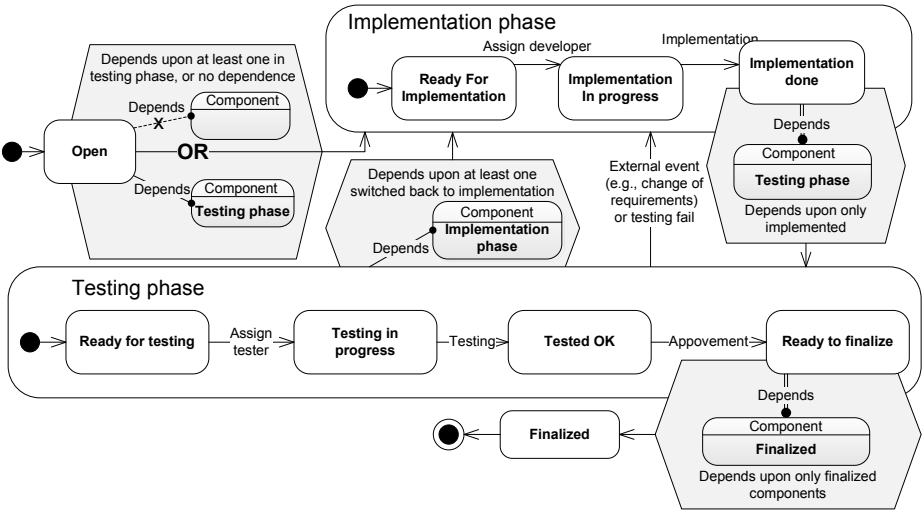 Implementation phase
Depends upon at least one in
testing phase, or no dependence
Depends
X
Component
Open
OR
Depends
Component
Testing phase
Ready For
Implementation
Assign developer
Implementation
In progress
Implementation
Implementation
done
Depends
Component
Testing phase
Depends upon only
implemented
Depends upon at least one
switched back to implementation
Component
Implementation
phase
Depends
External event
(e.g., change of
requirements)
or testing fail
Testing phase
Ready for testing
Assign
tester
Testing in
progress
Testing
Tested OK
Appovement
Ready to finalize
Depends
Component
Finalized
Depends upon only finalized
components
Finalized